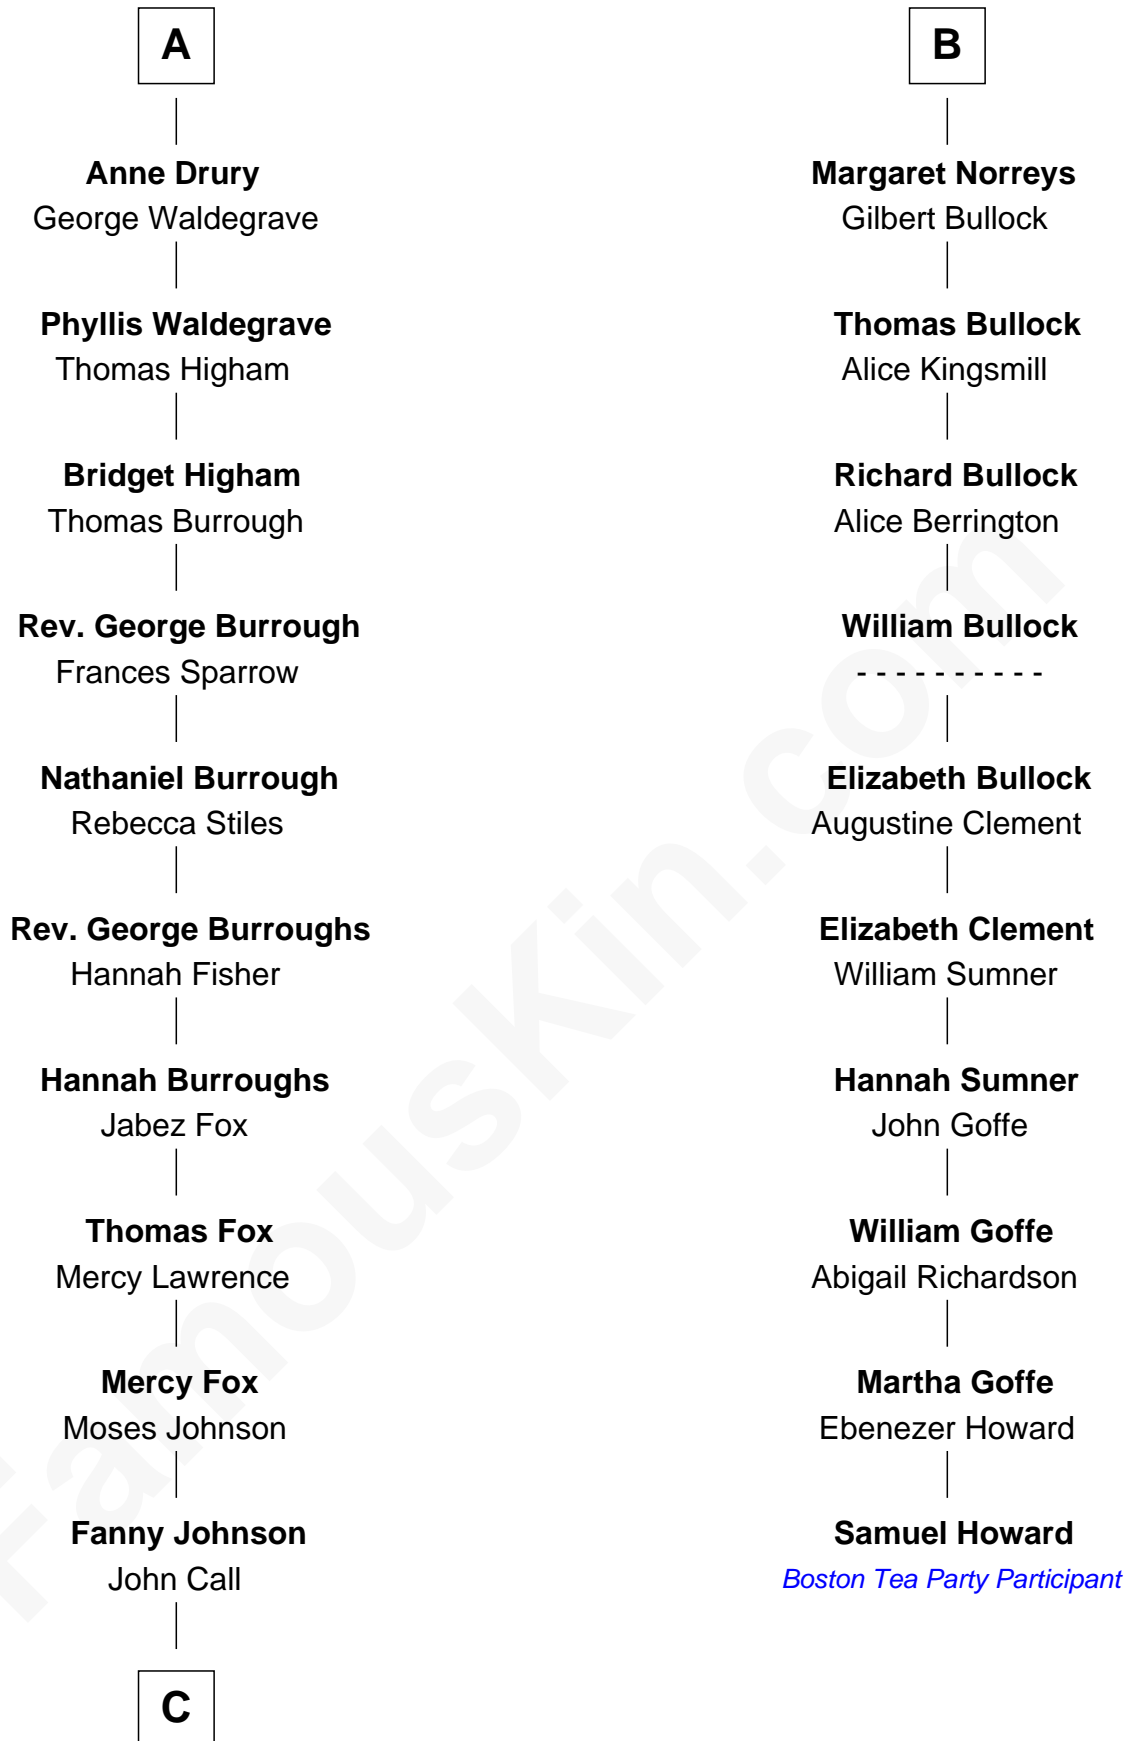 A
Anne Drury
George Waldegrave
Phyllis Waldegrave
Thomas Higham
Bridget Higham
Thomas Burrough
Rev. George Burrough
Frances Sparrow
Nathaniel Burrough
Rebecca Stiles
Rev. George Burroughs
Hannah Fisher
Hannah Burroughs
Jabez Fox
Thomas Fox
Mercy Lawrence
Mercy Fox
Moses Johnson
Fanny Johnson
John Call
C
B
Margaret Norreys
Gilbert Bullock
Thomas Bullock
Alice Kingsmill
Richard Bullock
Alice Berrington
William Bullock
- - - - - - - - - -
Elizabeth Bullock
Augustine Clement
Elizabeth Clement
William Sumner
Hannah Sumner
John Goffe
William Goffe
Abigail Richardson
Martha Goffe
Ebenezer Howard
Samuel Howard
Boston Tea Party Participant
FamousKin.com